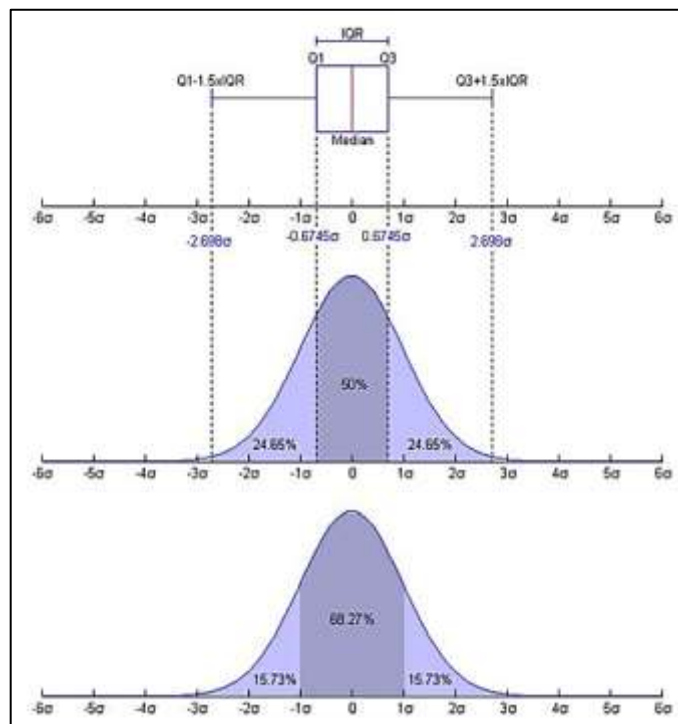 IQR
Q1 Q3
Q1-1.5xIQR Q3+1.5xIQR
Median
-6σ -5σ -4σ -3σ -2σ -1σ 0 1σ 2σ 3σ 4σ 5σ 6σ
-2.698σ -0.6745σ 0.6745σ 2.698σ
50%
24.65% 24.65%
-6σ -5σ -4σ -3σ -2σ -1σ 0 1σ 2σ 3σ 4σ 5σ 6σ
68.27%
15.73% 15.73%
-6σ -5σ -4σ -3σ -2σ -1σ 0 1σ 2σ 3σ 4σ 5σ 6σ